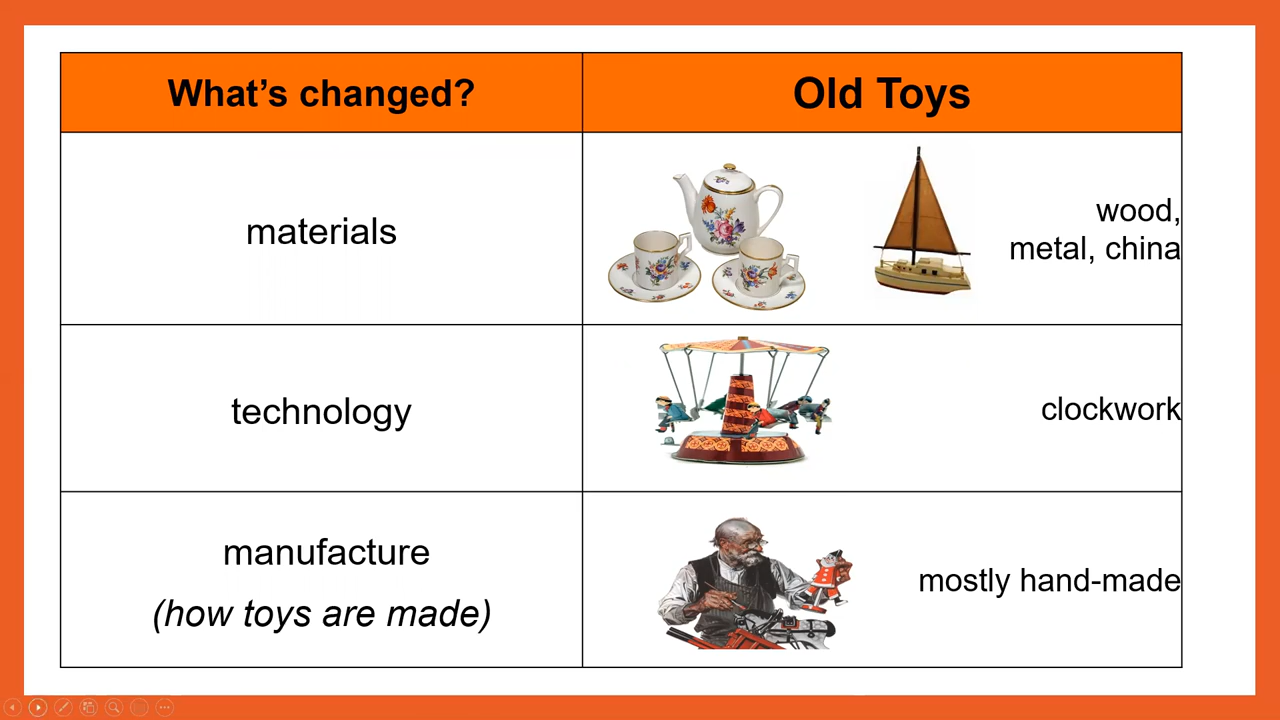 What’s changed?
Old Toys
materials
wood,
metal, china
technology
clockwork
manufacture
(how toys are made)
mostly hand-made